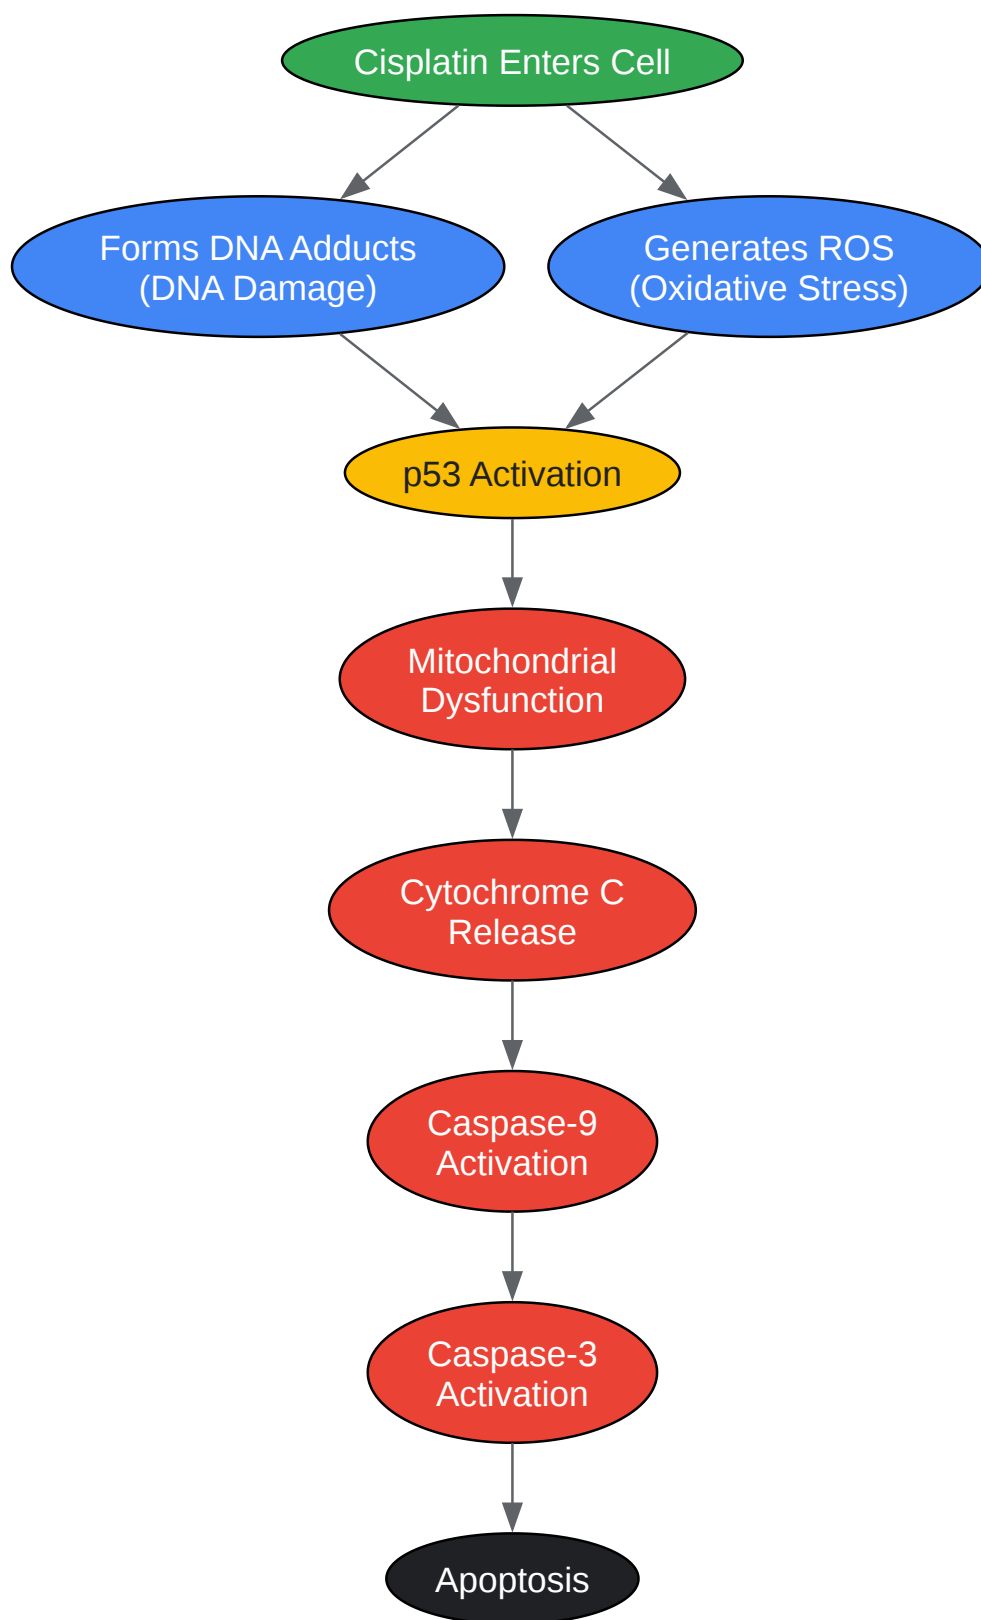 Cisplatin Enters Cell
Forms DNA Adducts
(DNA Damage)
Generates ROS
(Oxidative Stress)
p53 Activation
Mitochondrial
Dysfunction
Cytochrome C
Release
Caspase-9
Activation
Caspase-3
Activation
Apoptosis